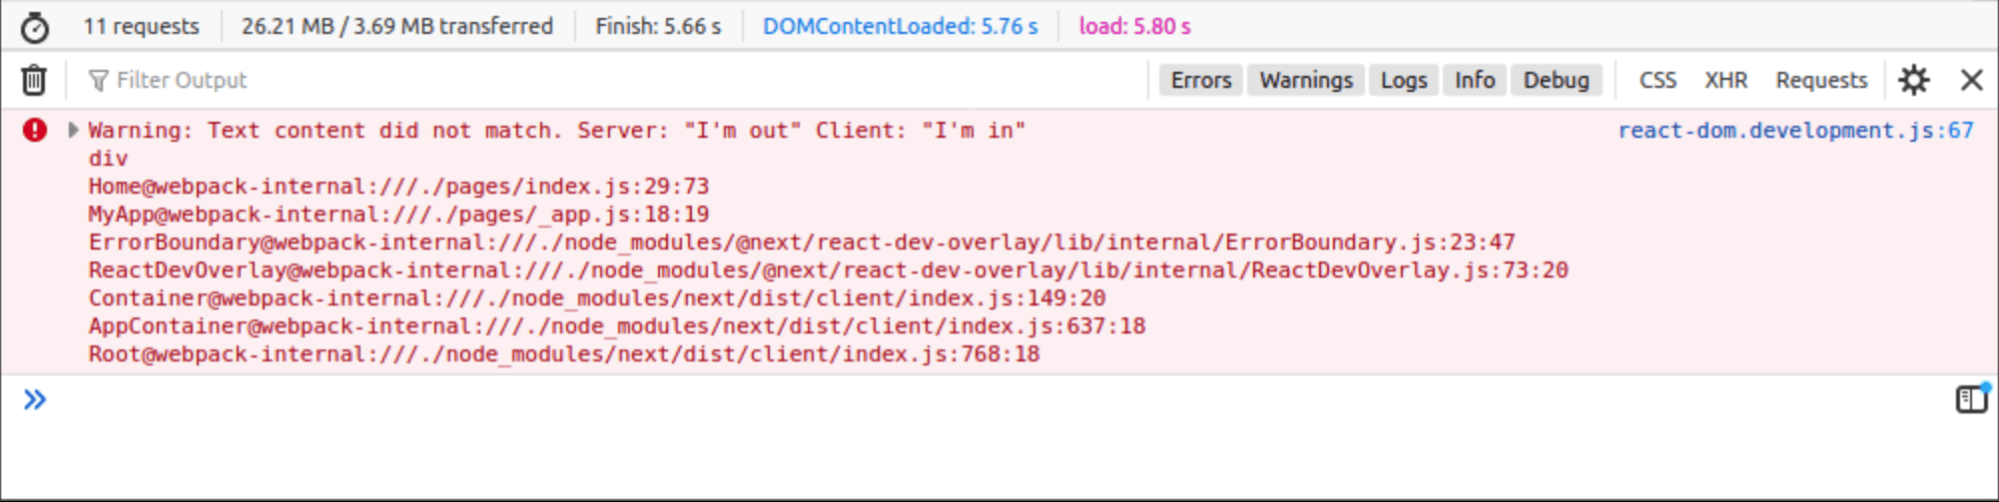 11 requests 26.21 MB / 3.69 MB transferred Finish: 5.66 s DOMContentLoaded: 5.76 s load: 5.80 s
Filter Output Errors Warnings Logs Info Debug CSS XHR Requests
Warning: Text content did not match. Server: "I'm out" Client: "I'm in" react-dom.development.js:67
div
Home@webpack-internal:///./pages/index.js:29:73
MyApp@webpack-internal:///./pages/_app.js:18:19
ErrorBoundary@webpack-internal:///./node_modules/@next/react-dev-overlay/lib/internal/ErrorBoundary.js:23:47
ReactDevOverlay@webpack-internal:///./node_modules/@next/react-dev-overlay/lib/internal/ReactDevOverlay.js:73:20
Container@webpack-internal:///./node_modules/next/dist/client/index.js:149:20
AppContainer@webpack-internal:///./node_modules/next/dist/client/index.js:637:18
Root@webpack-internal:///./node_modules/next/dist/client/index.js:768:18